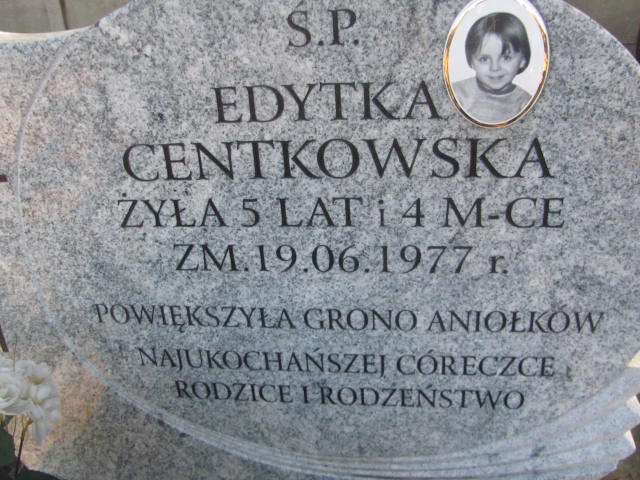 Ś.P.
EDYTKA
CENTKOWSKA
ŻYŁA 5 LAT i 4 M-CE
ZM.19.06.1977 r.
POWIĘKSZYŁA GRONO ANIOŁKÓW
NAJUKOCHAŃSZEJ CÓRECZCE
RODZICE I RODZEŃSTWO